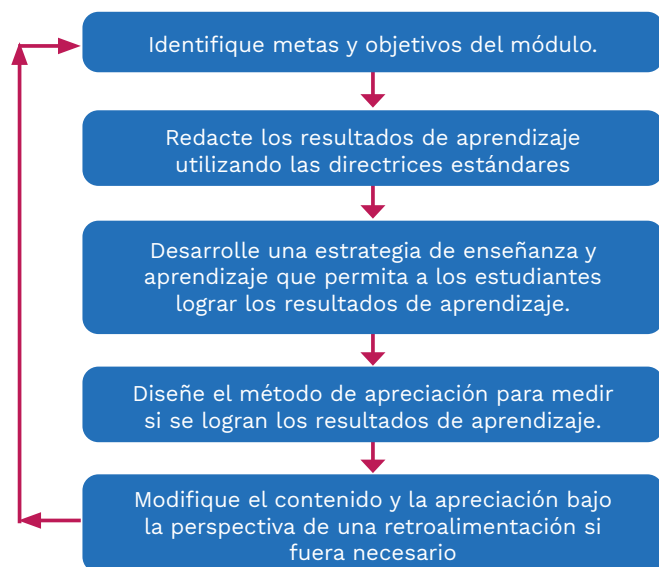 Identifique metas y objetivos del módulo.
Redacte los resultados de aprendizaje
utilizando las directrices estándares
Desarrolle una estrategia de enseñanza y
aprendizaje que permita a los estudiantes
lograr los resultados de aprendizaje.
Diseñe el método de apreciación para medir
si se logran los resultados de aprendizaje.
Modifique el contenido y la apreciación bajo
la perspectiva de una retroalimentación si
fuera necesario